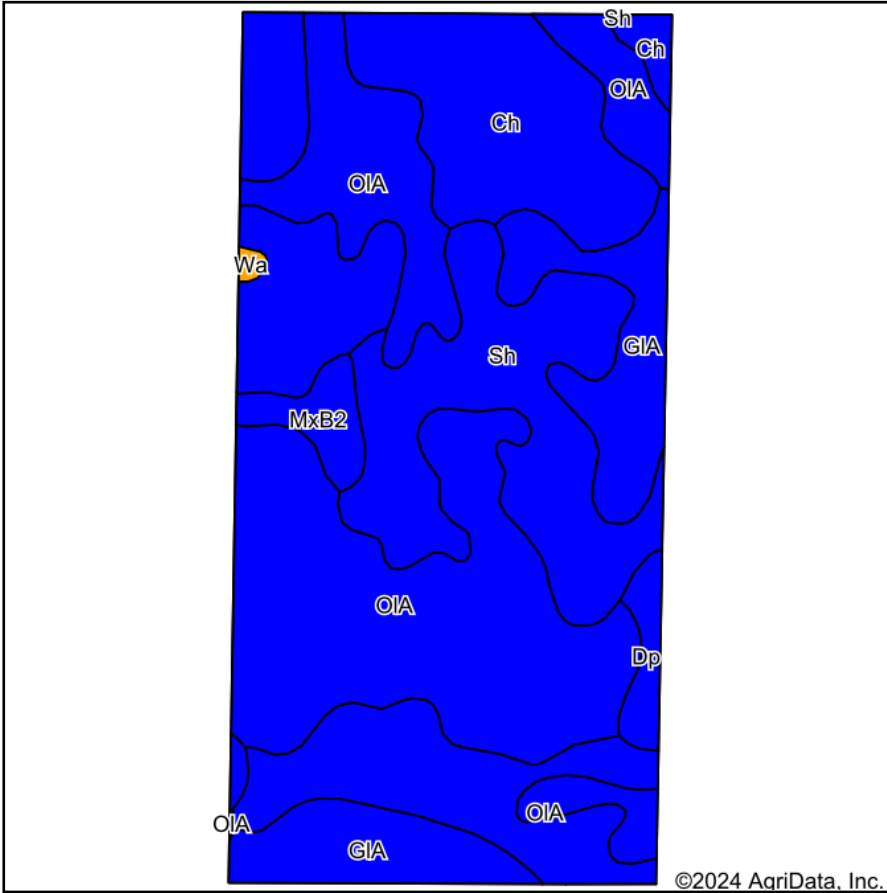 Sh
Ch
OlA
Ch
OlA
Wa
GlA
Sh
MxB2
OlA
Dp
OlA
OlA
GlA
©2024 AgriData, Inc.